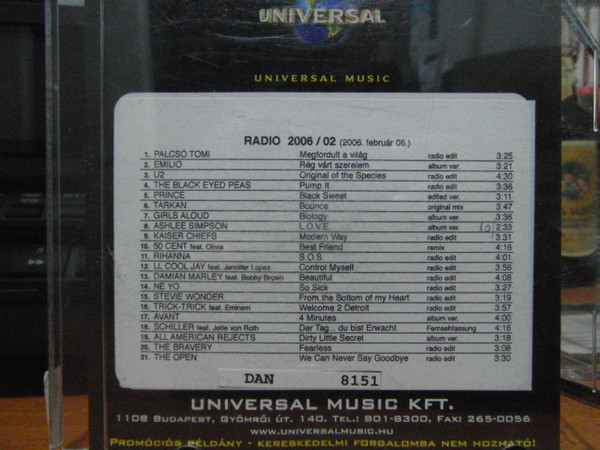 UNIVERSAL
UNIVERSAL MUSIC
RADIO 2006/02 (2006. február 06.)
1. PALCSÓ TOMI Megfordult a világ radio edit 3:25
2. EMILIO Rég várt szerelem album ver. 3:21
3. U2 Original of the Species radio edit 4:30
4. THE BLACK EYED PEAS Pump It radio edit 3:36
5. PRINCE Black Sweet edited ver. 3:11
6. TARKAN Bounce original mix 3:47
7. GIRLS ALOUD Biology album ver. 3:36
8. ASHLEE SIMPSON L.O.V.E. album ver. 2:33
9. KAISER CHIEFS Modern Way radio edit 3:31
10. 50 CENT feat. Olivia Best Friend remix 4:16
11. RIHANNA S.O.S. radio edit 4:01
12. LL COOL JAY feat. Jennifer Lopez Control Myself radio edit 3:56
13. DAMIAN MARLEY feat. Bobby Brown Beautiful radio edit 4:08
14. NE YO So Sick radio edit 3:27
15. STEVIE WONDER From the Bottom of my Heart radio edit 3:19
16. TRICK-TRICK feat. Eminem Welcome 2 Detroit radio edit 3:57
17. AVANT 4 Minutes album ver. 4:00
18. SCHILLER feat. Jette von Roth Der Tag... du bist Erwacht Fernsehfassung 4:16
19. ALL AMERICAN REJECTS Dirty Little Secret album ver. 3:18
20. THE BRAVERY Fearless radio edit 3:08
21. THE OPEN We Can Never Say Goodbye radio edit 3:30
DAN 8151
UNIVERSAL MUSIC KFT.
1108 BUDAPEST, GYÖMRŐI ÚT. 140. TEL.: 801-8300, FAX: 265-0056
WWW.UNIVERSALMUSIC.HU
PROMÓCIÓS PÉLDÁNY - KERESKEDELMI FORGALOMBA NEM HOZHATÓ!